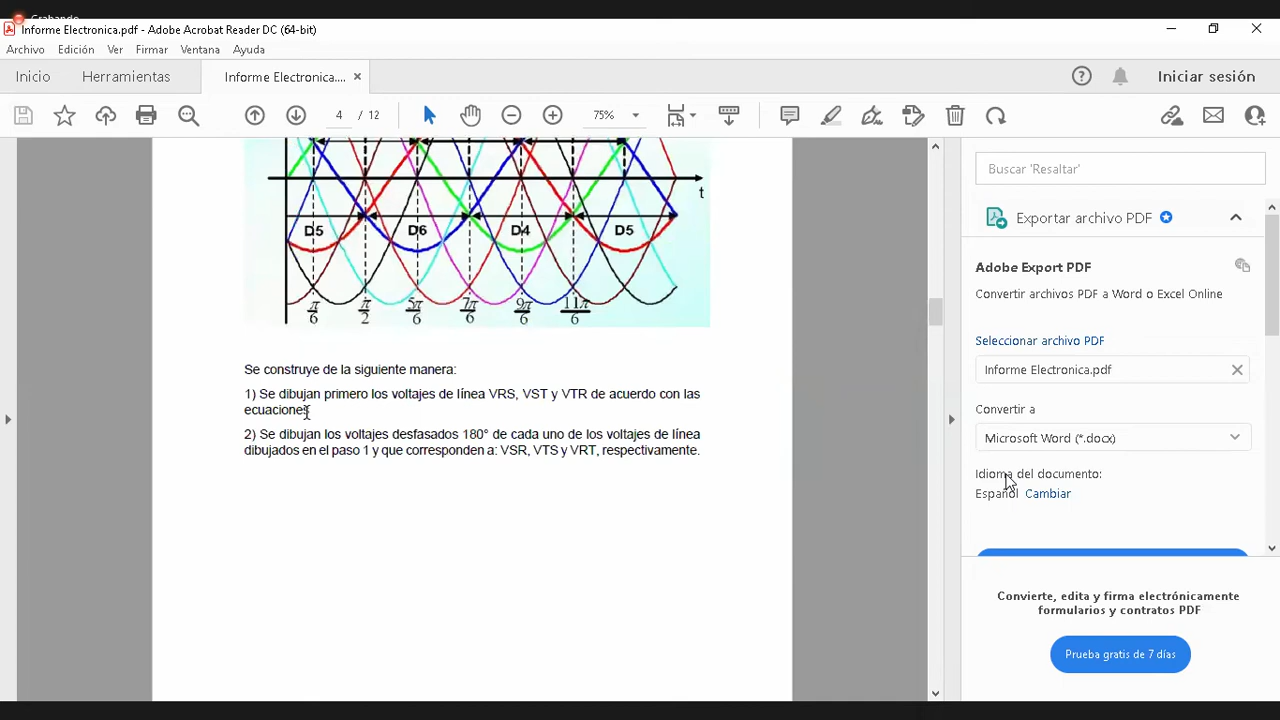 Grabando
Informe Electronica.pdf - Adobe Acrobat Reader DC (64-bit)
Archivo Edición Ver Firmar Ventana Ayuda
Inicio Herramientas Informe Electronica.... ×
Iniciar sesión
4 / 12 75%
t
D5 D6 D4 D5
π/6 π/2 5π/6 7π/6 9π/6 11π/6
Se construye de la siguiente manera:
1) Se dibujan primero los voltajes de línea VRS, VST y VTR de acuerdo con las
ecuaciones
2) Se dibujan los voltajes desfasados 180° de cada uno de los voltajes de línea
dibujados en el paso 1 y que corresponden a: VSR, VTS y VRT, respectivamente.
Buscar 'Resaltar'
Exportar archivo PDF
Adobe Export PDF
Convertir archivos PDF a Word o Excel Online
Seleccionar archivo PDF
Informe Electronica.pdf
Convertir a
Microsoft Word (*.docx)
Idioma del documento:
Español Cambiar
Convierte, edita y firma electrónicamente
formularios y contratos PDF
Prueba gratis de 7 días